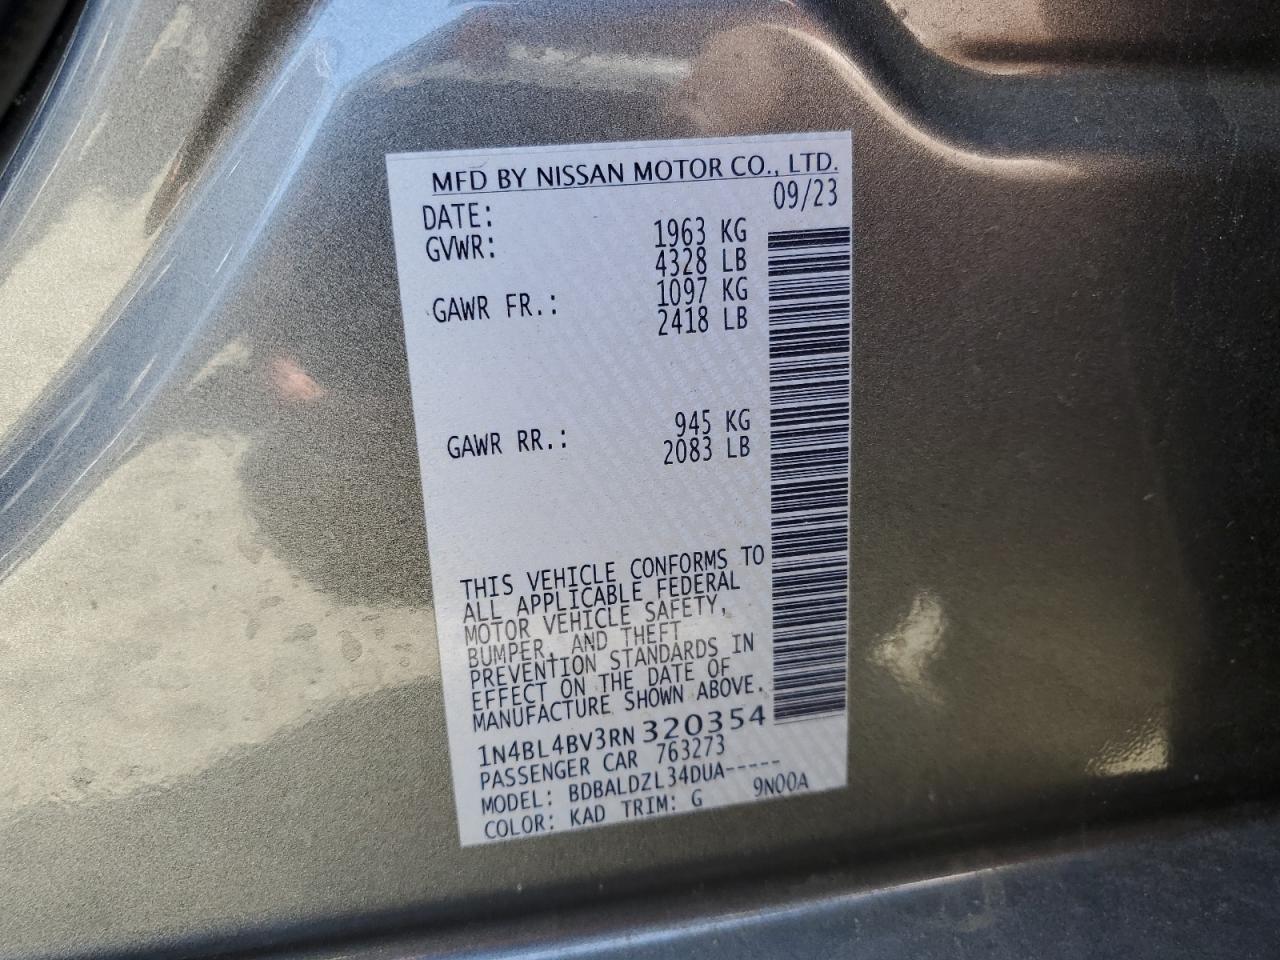 MFD BY NISSAN MOTOR CO., LTD.
DATE: 09/23
GVWR: 1963 KG
4328 LB
GAWR FR.: 1097 KG
2418 LB
GAWR RR.: 945 KG
2083 LB
THIS VEHICLE CONFORMS TO
ALL APPLICABLE FEDERAL
MOTOR VEHICLE SAFETY,
BUMPER, AND THEFT
PREVENTION STANDARDS IN
EFFECT ON THE DATE OF
MANUFACTURE SHOWN ABOVE.
1N4BL4BV3RN320354
PASSENGER CAR 763273
MODEL: BDBALDZL34DUA-----
COLOR: KAD TRIM: G 9N00A